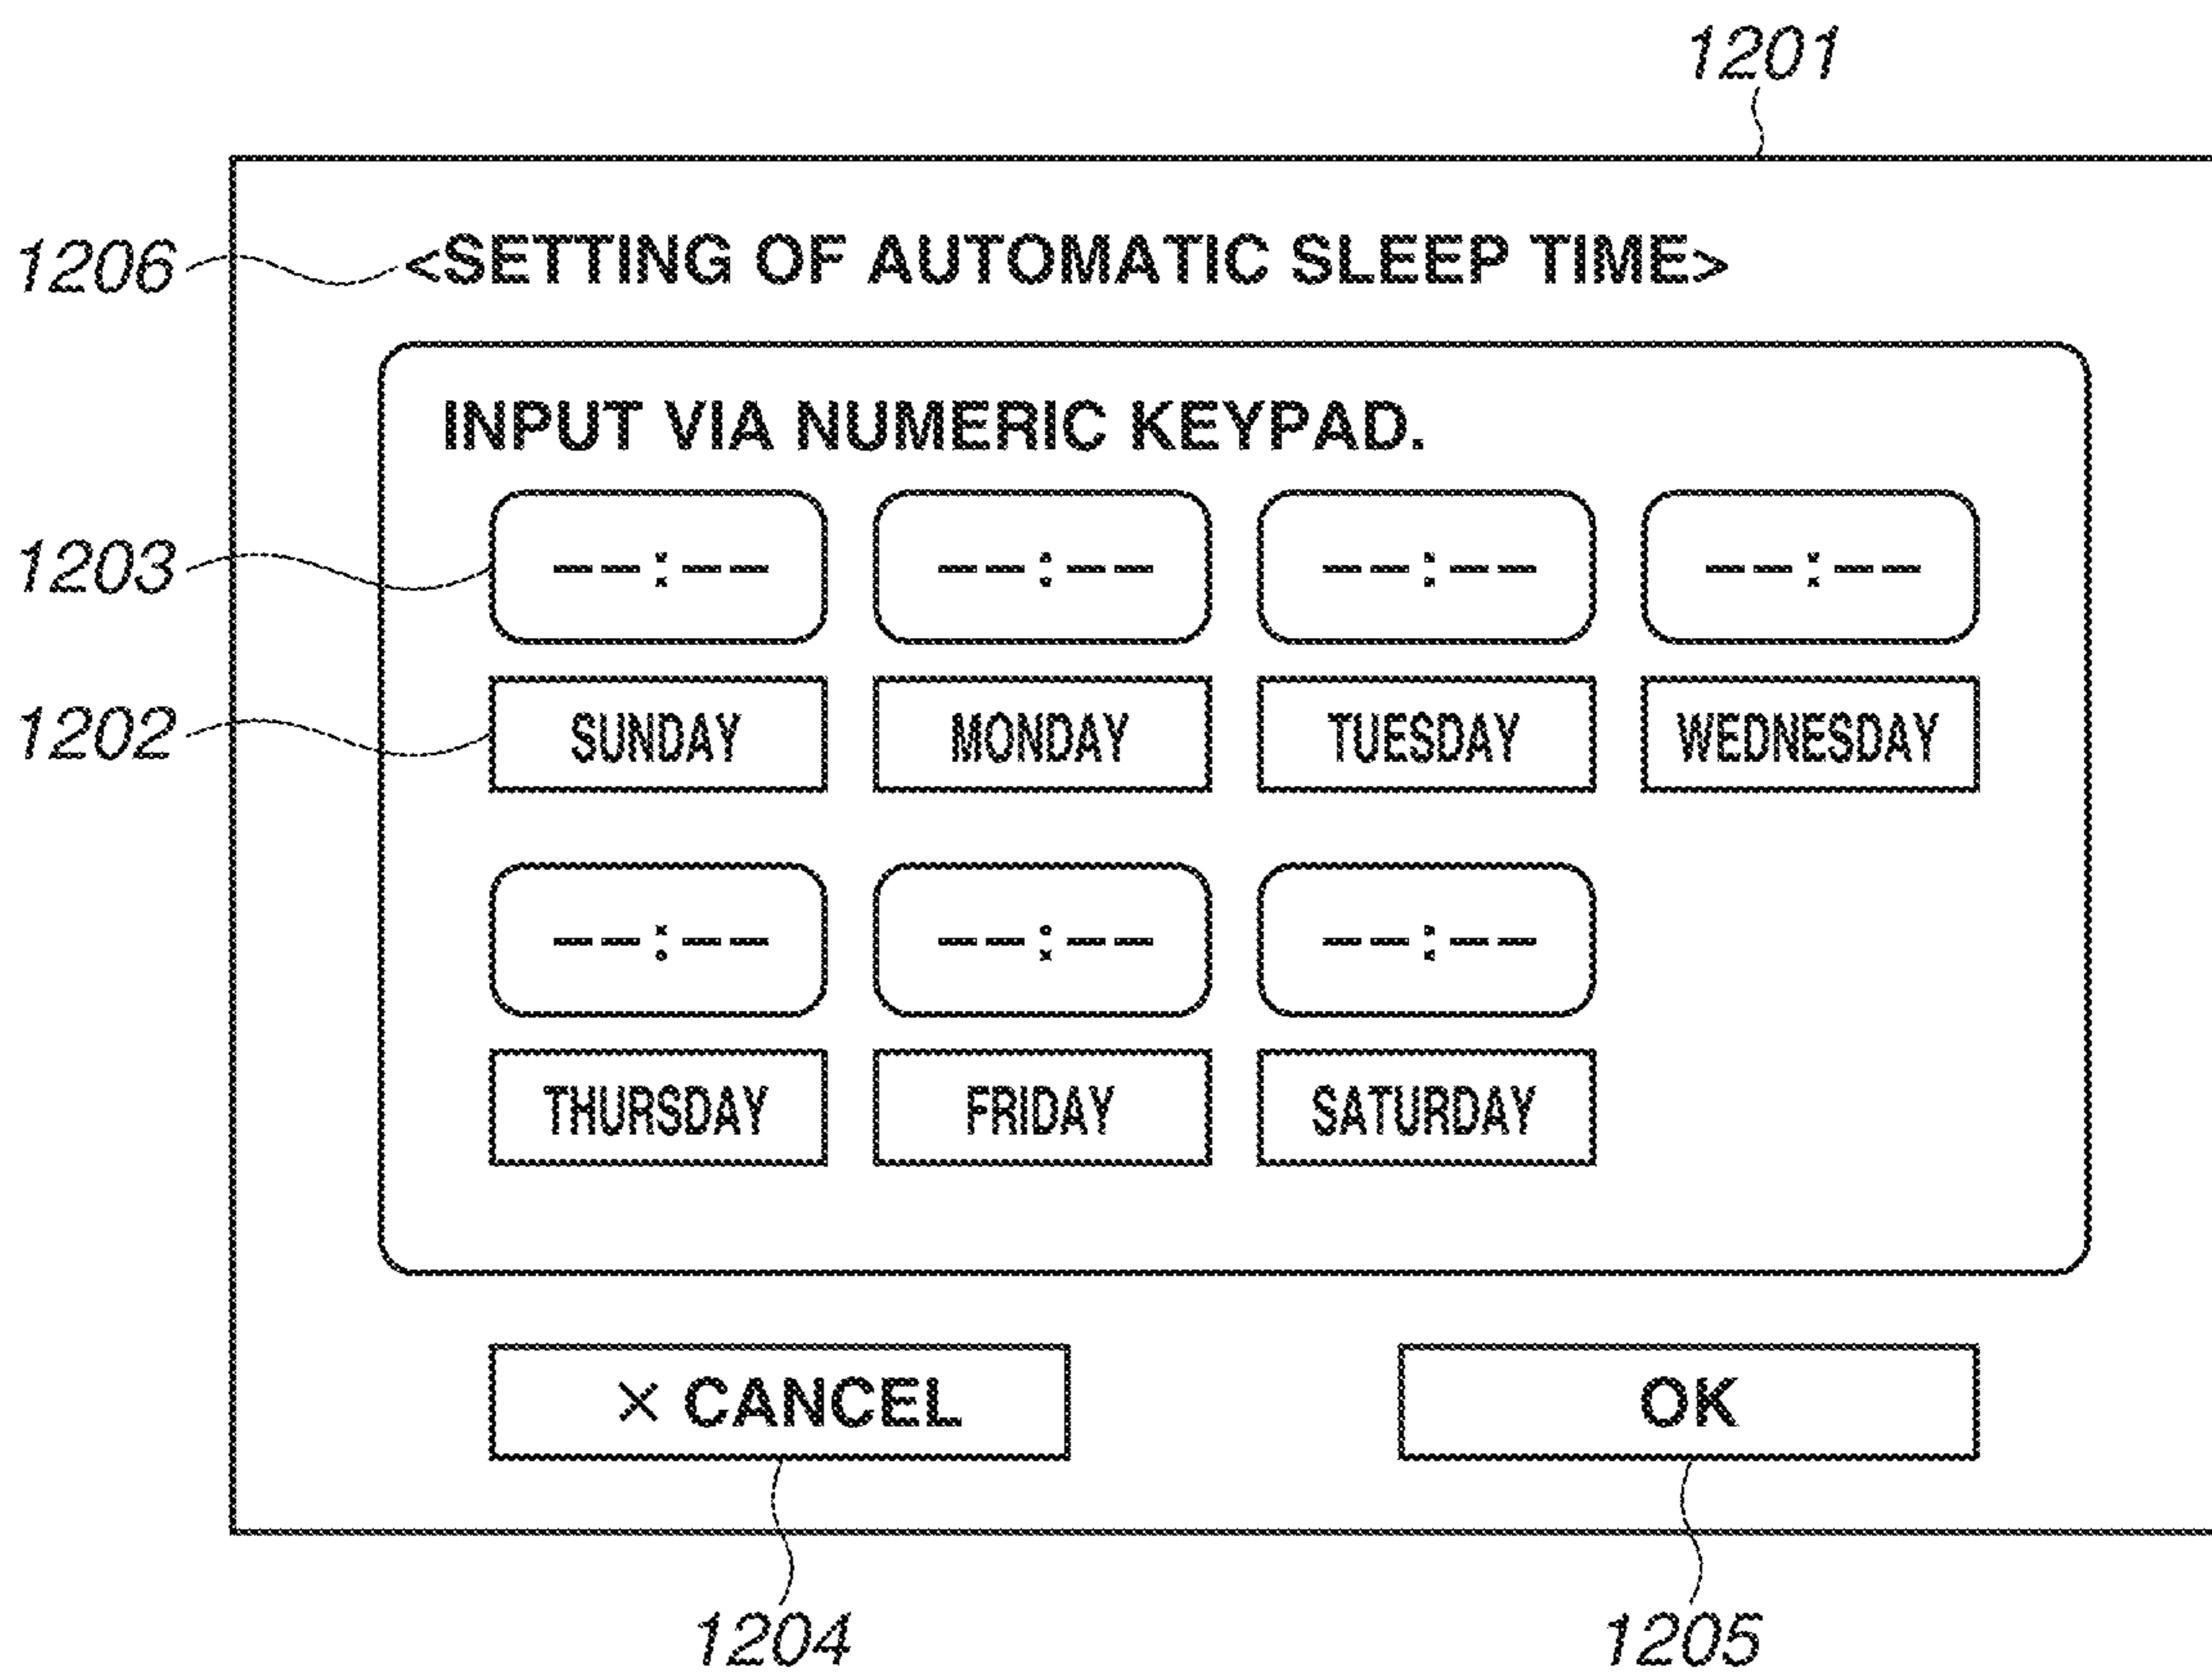 1201
1206 <SETTING OF AUTOMATIC SLEEP TIME>
INPUT VIA NUMERIC KEYPAD.
1203 --:-- --:-- --:-- --:--
1202 SUNDAY MONDAY TUESDAY WEDNESDAY
--:-- --:-- --:--
THURSDAY FRIDAY SATURDAY
× CANCEL OK
1204 1205